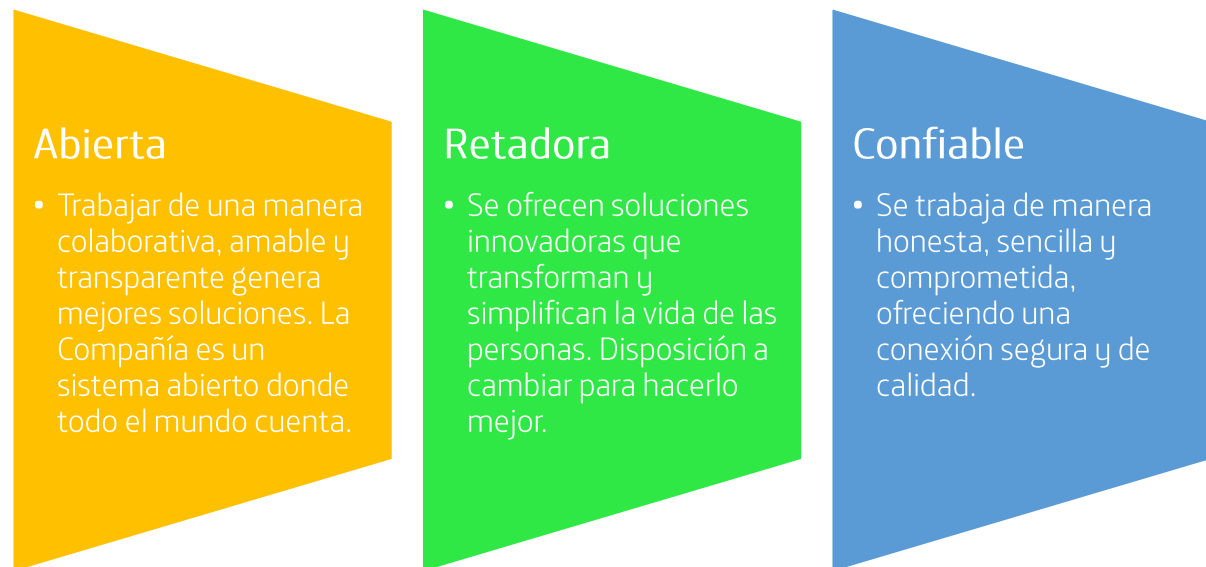 Abierta
• Trabajar de una manera
colaborativa, amable y
transparente genera
mejores soluciones. La
Compañía es un
sistema abierto donde
todo el mundo cuenta.
Retadora
• Se ofrecen soluciones
innovadoras que
transforman y
simplifican la vida de las
personas. Disposición a
cambiar para hacerlo
mejor.
Confiable
• Se trabaja de manera
honesta, sencilla y
comprometida,
ofreciendo una
conexión segura y de
calidad.